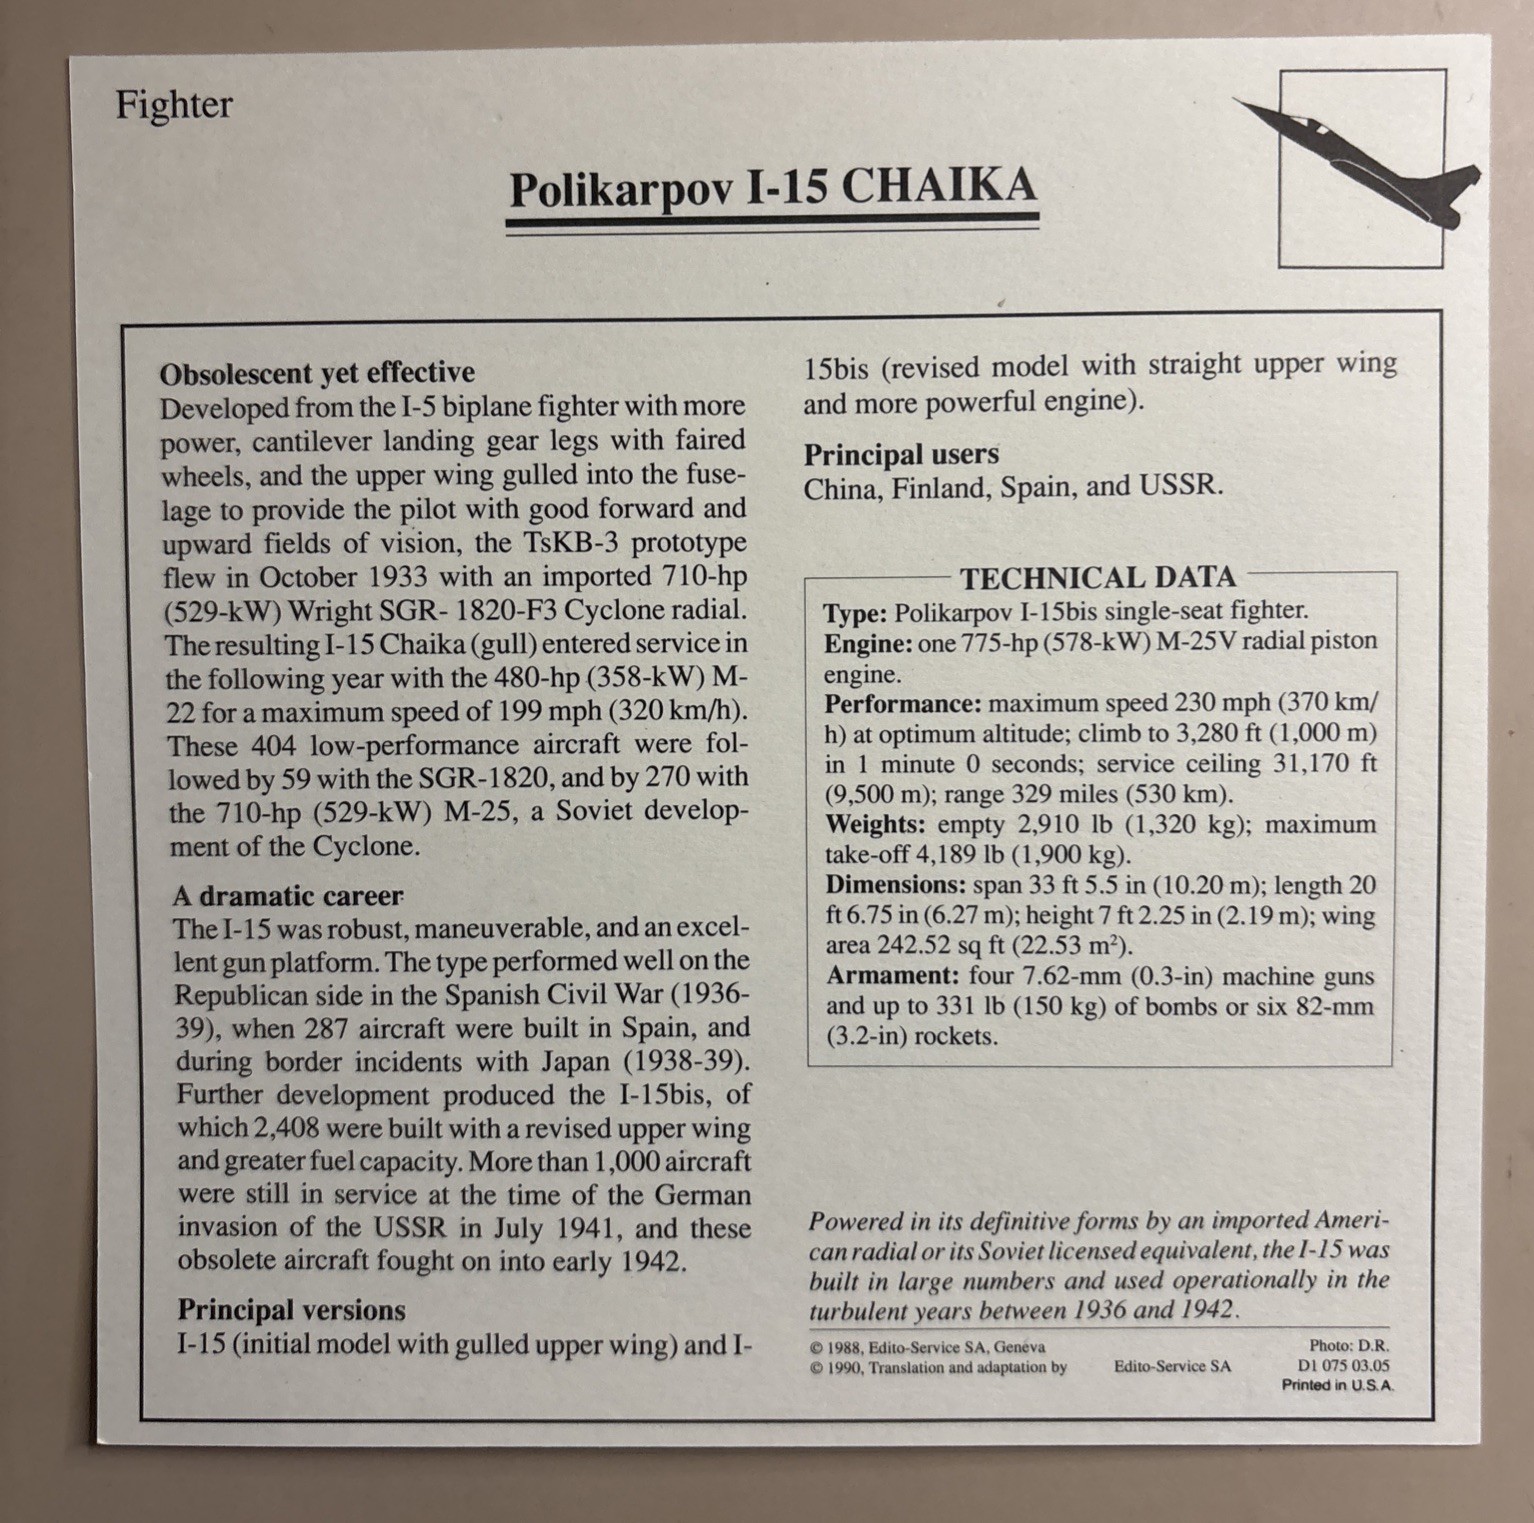 Fighter
Polikarpov I-15 CHAIKA
Obsolescent yet effective
Developed from the I-5 biplane fighter with more
power, cantilever landing gear legs with faired
wheels, and the upper wing gulled into the fuse-
lage to provide the pilot with good forward and
upward fields of vision, the TsKB-3 prototype
flew in October 1933 with an imported 710-hp
(529-kW) Wright SGR- 1820-F3 Cyclone radial.
The resulting I-15 Chaika (gull) entered service in
the following year with the 480-hp (358-kW) M-
22 for a maximum speed of 199 mph (320 km/h).
These 404 low-performance aircraft were fol-
lowed by 59 with the SGR-1820, and by 270 with
the 710-hp (529-kW) M-25, a Soviet develop-
ment of the Cyclone.
A dramatic career
The I-15 was robust, maneuverable, and an excel-
lent gun platform. The type performed well on the
Republican side in the Spanish Civil War (1936-
39), when 287 aircraft were built in Spain, and
during border incidents with Japan (1938-39).
Further development produced the I-15bis, of
which 2,408 were built with a revised upper wing
and greater fuel capacity. More than 1,000 aircraft
were still in service at the time of the German
invasion of the USSR in July 1941, and these
obsolete aircraft fought on into early 1942.
Principal versions
I-15 (initial model with gulled upper wing) and I-
15bis (revised model with straight upper wing
and more powerful engine).
Principal users
China, Finland, Spain, and USSR.
TECHNICAL DATA
Type: Polikarpov I-15bis single-seat fighter.
Engine: one 775-hp (578-kW) M-25V radial piston
engine.
Performance: maximum speed 230 mph (370 km/
h) at optimum altitude; climb to 3,280 ft (1,000 m)
in 1 minute 0 seconds; service ceiling 31,170 ft
(9,500 m); range 329 miles (530 km).
Weights: empty 2,910 lb (1,320 kg); maximum
take-off 4,189 lb (1,900 kg).
Dimensions: span 33 ft 5.5 in (10.20 m); length 20
ft 6.75 in (6.27 m); height 7 ft 2.25 in (2.19 m); wing
area 242.52 sq ft (22.53 m²).
Armament: four 7.62-mm (0.3-in) machine guns
and up to 331 lb (150 kg) of bombs or six 82-mm
(3.2-in) rockets.
Powered in its definitive forms by an imported Ameri-
can radial or its Soviet licensed equivalent, the I-15 was
built in large numbers and used operationally in the
turbulent years between 1936 and 1942.
© 1988, Edito-Service SA, Geneva Photo: D.R.
© 1990, Translation and adaptation by Edito-Service SA D1 075 03.05
Printed in U.S.A.